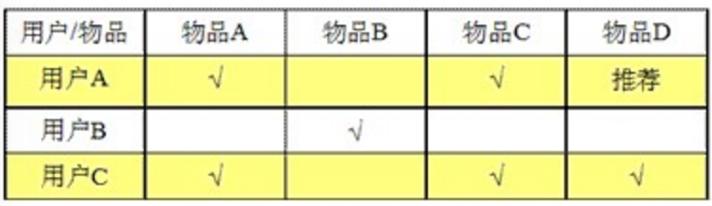 用户/物品 物品A 物品B 物品C 物品D
用户A √ √ 推荐
用户B √
用户C √ √ √